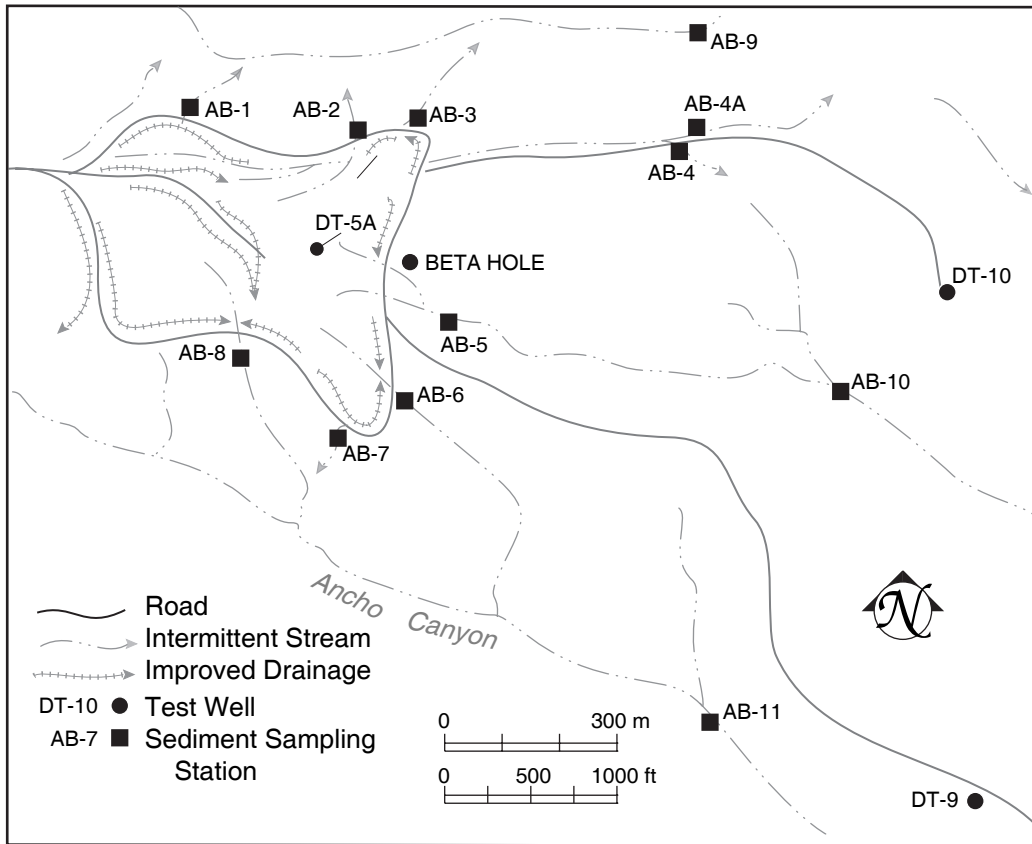 AB-9
AB-1
AB-2
AB-3
AB-4A
AB-4
DT-5A
BETA HOLE
DT-10
AB-5
AB-8
AB-10
AB-6
AB-7
Ancho Canyon
N
Road
Intermittent Stream
Improved Drainage
DT-10 Test Well
AB-7 Sediment Sampling
Station
0 300 m
0 500 1000 ft
AB-11
DT-9